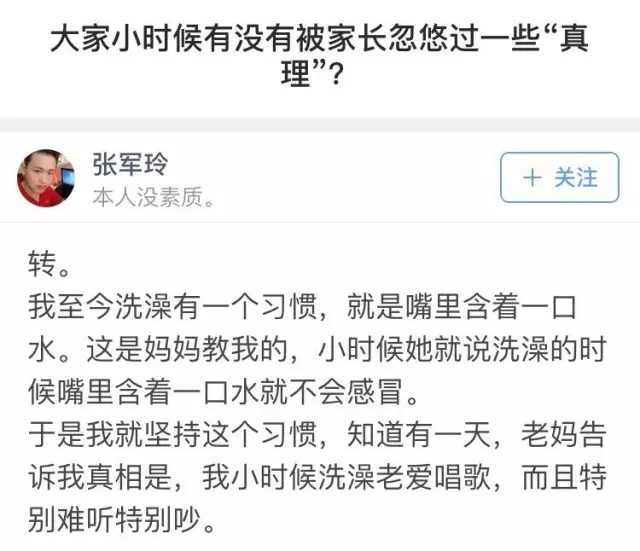 大家小时候有没有被家长忽悠过一些“真
理”?
张军玲
本人没素质。
+ 关注
转。
我至今洗澡有一个习惯，就是嘴里含着一口
水。这是妈妈教我的，小时候她就说洗澡的时
候嘴里含着一口水就不会感冒。
于是我就坚持这个习惯，知道有一天，老妈告
诉我真相是，我小时候洗澡老爱唱歌，而且特
别难听特别吵。